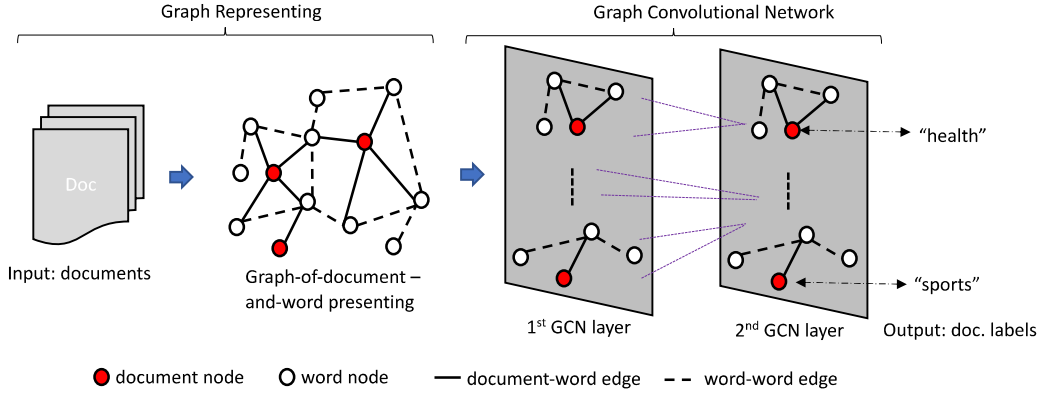 Graph Representing
Graph Convolutional Network
Doc
Input: documents
Graph-of-document –
and-word presenting
1st GCN layer
2nd GCN layer
“health”
“sports”
Output: doc. labels
document node
word node
document-word edge
word-word edge